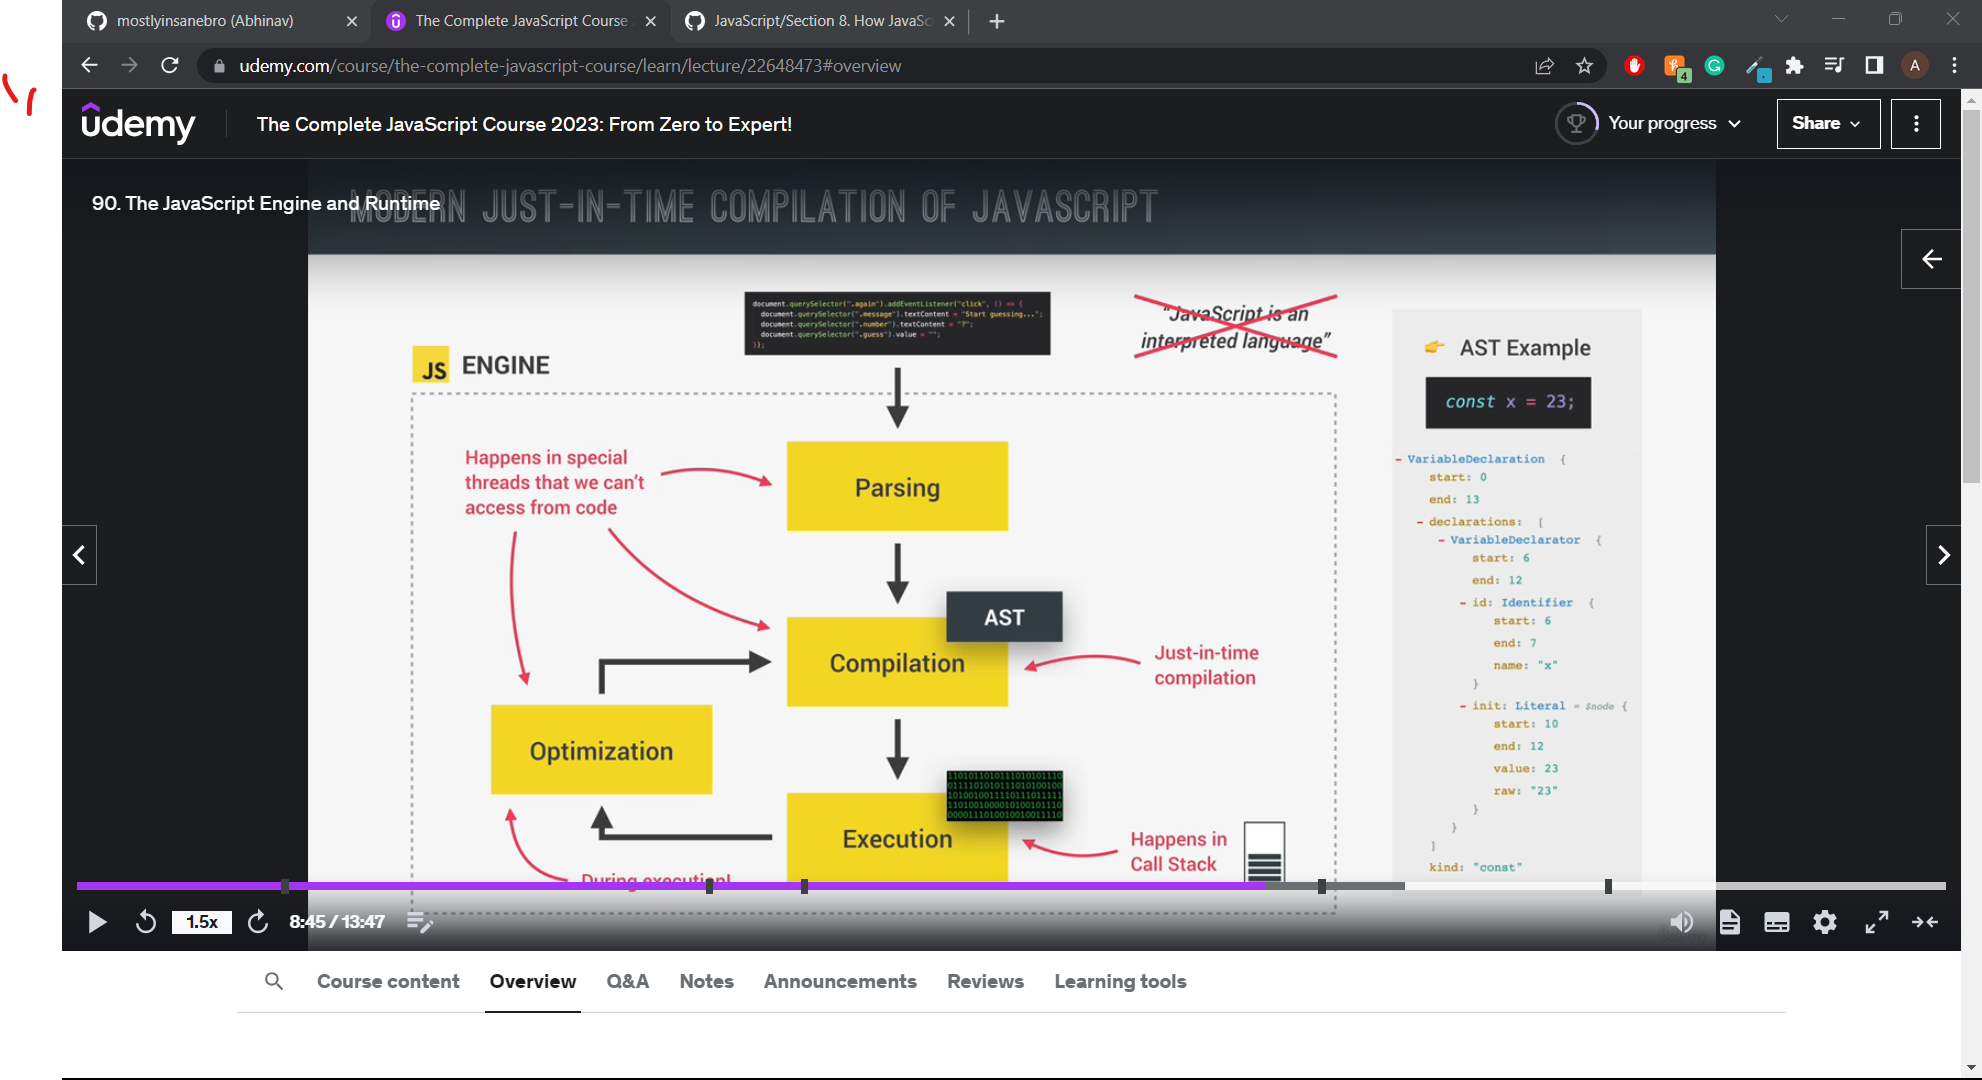 mostlyinsanebro (Abhinav)
The Complete JavaScript Course
JavaScript/Section 8. How JavaSc
udemy.com/course/the-complete-javascript-course/learn/lecture/22648473#overview
4
A
udemy
The Complete JavaScript Course 2023: From Zero to Expert!
Your progress
Share
90. The JavaScript Engine and Runtime
MODERN JUST-IN-TIME COMPILATION OF JAVASCRIPT
document.querySelector(".again").addEventListener("click", () => {
document.querySelector(".message").textContent = "Start guessing...";
document.querySelector(".number").textContent = "?";
document.querySelector(".guess").value = "";
});
"JavaScript is an
interpreted language"
JS ENGINE
Happens in special
threads that we can't
access from code
Parsing
AST
Compilation
Just-in-time
compilation
Optimization
Execution
Happens in
Call Stack
During execution!
👉 AST Example
const x = 23;
- VariableDeclaration {
start: 0
end: 13
- declarations: [
- VariableDeclarator {
start: 6
end: 12
- id: Identifier {
start: 6
end: 7
name: "x"
}
- init: Literal = $node {
start: 10
end: 12
value: 23
raw: "23"
}
}
]
kind: "const"
1.5x
8:45 / 13:47
Course content
Overview
Q&A
Notes
Announcements
Reviews
Learning tools